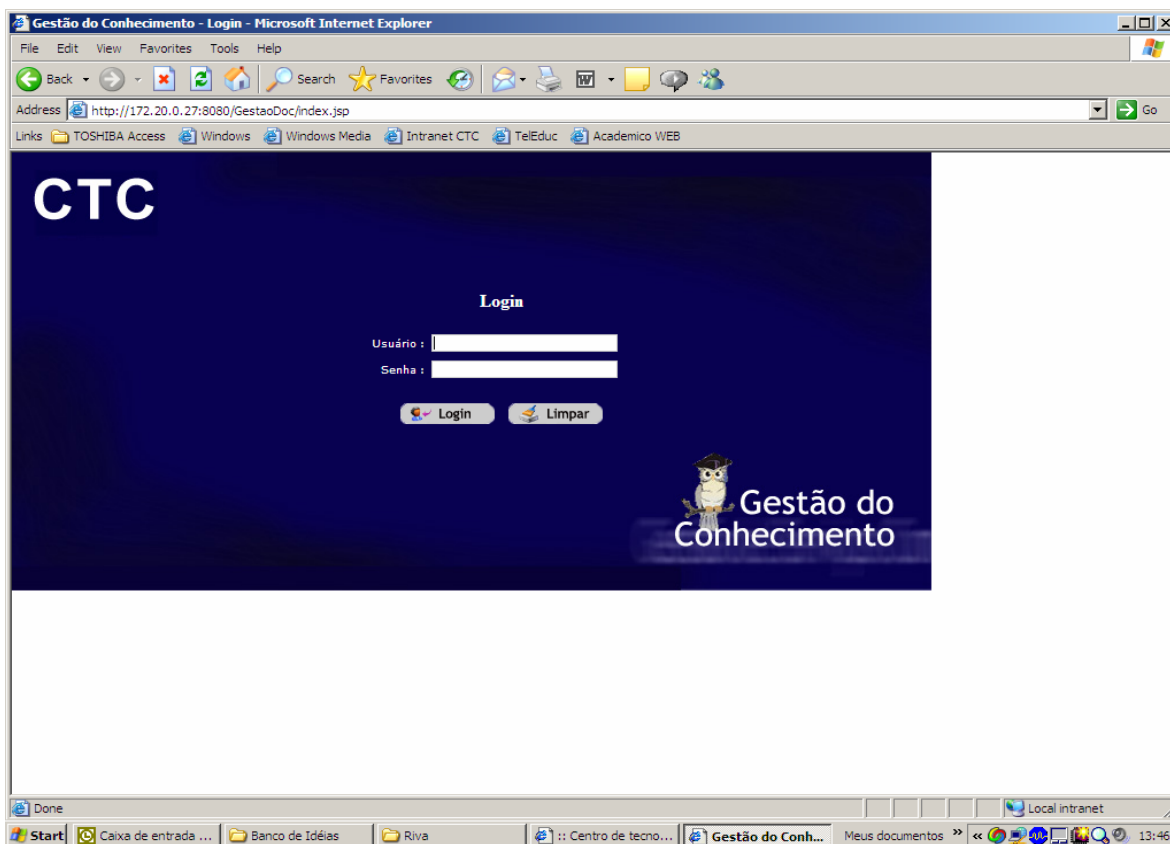 Gestão do Conhecimento - Login - Microsoft Internet Explorer
File Edit View Favorites Tools Help
Back Search Favorites
Address http://172.20.0.27:8080/GestaoDoc/index.jsp Go
Links TOSHIBA Access Windows Windows Media Intranet CTC TelEduc Academico WEB
CTC
Login
Usuário :
Senha :
Login Limpar
Gestão do
Conhecimento
Done Local intranet
Start Caixa de entrada ... Banco de Idéias Riva :: Centro de tecno... Gestão do Conh... Meus documentos » « 13:46